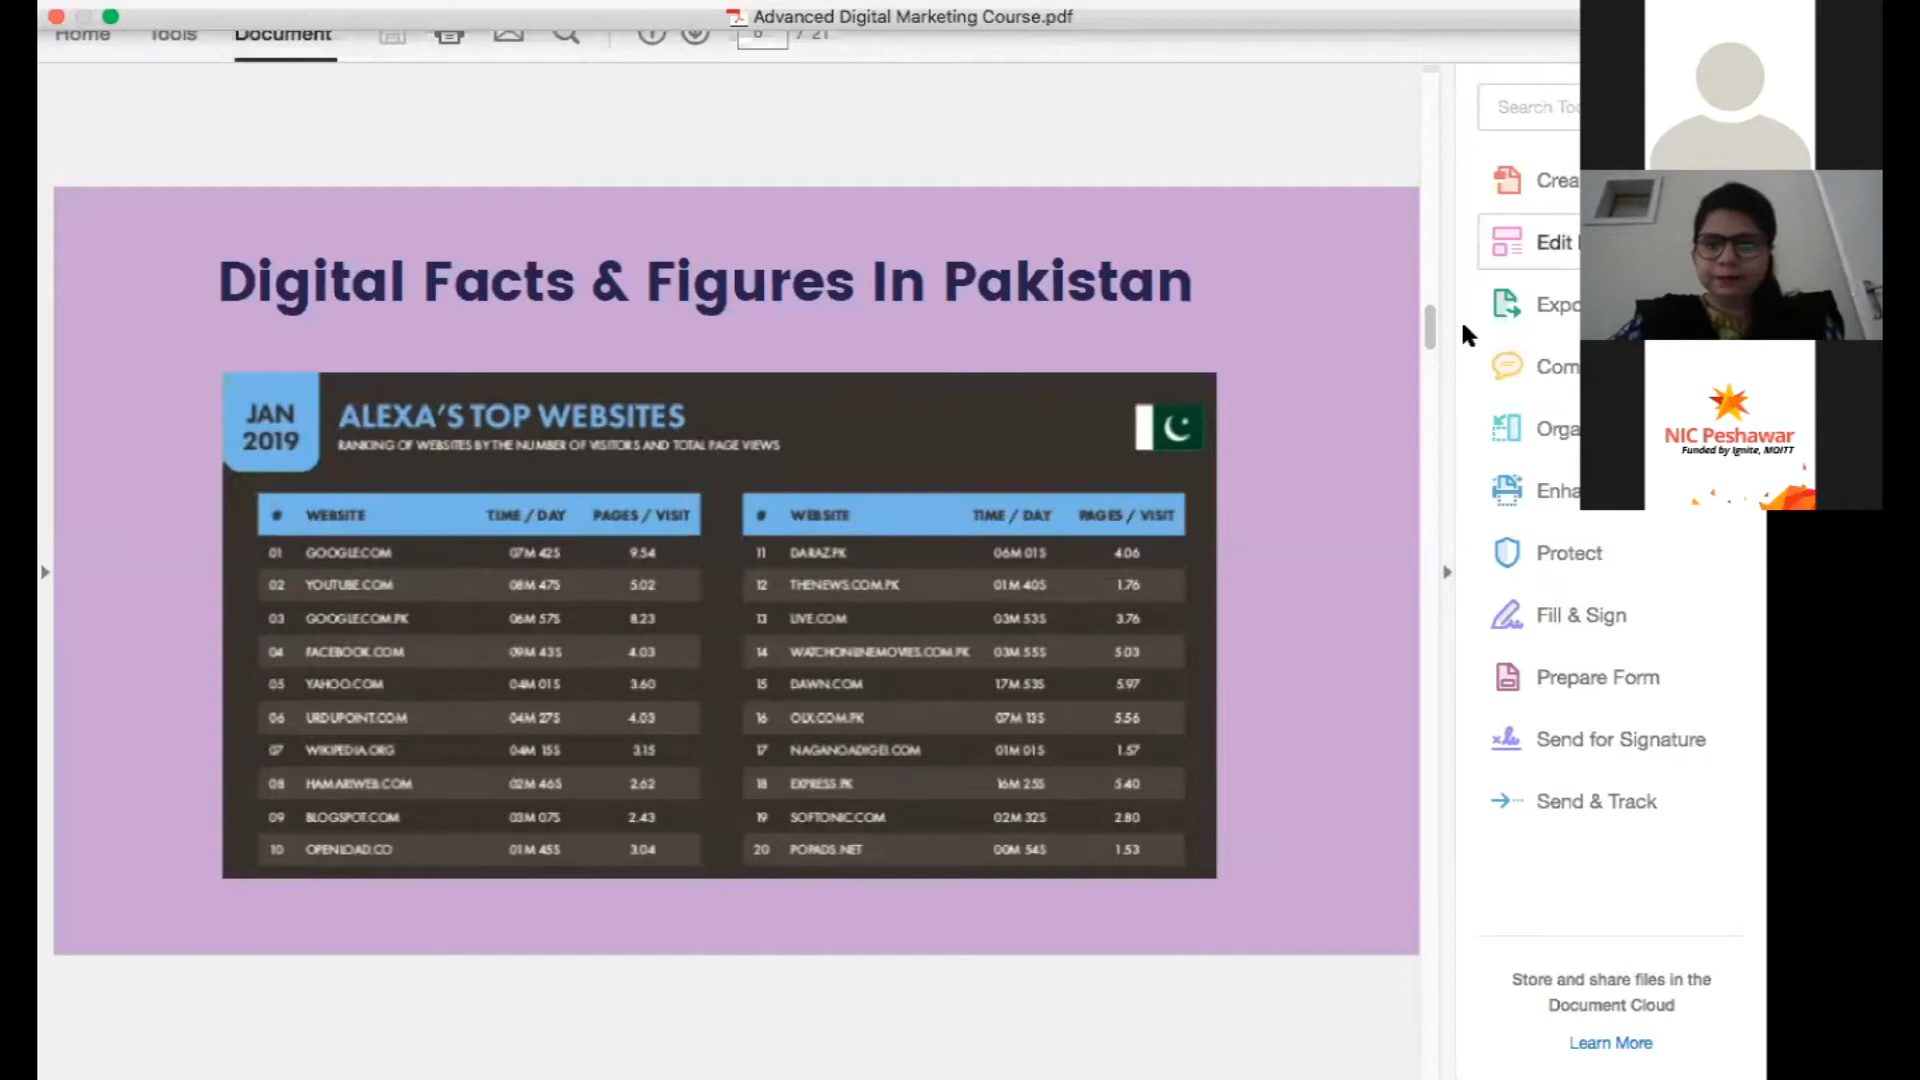 Advanced Digital Marketing Course.pdf
Home Tools Document / 21
Search
Digital Facts & Figures In Pakistan
JAN
2019
ALEXA'S TOP WEBSITES
RANKING OF WEBSITES BY THE NUMBER OF VISITORS AND TOTAL PAGE VIEWS
# WEBSITE TIME / DAY PAGES / VISIT
01 GOOGLE.COM 07M 42S 9.54
02 YOUTUBE.COM 08M 47S 5.02
03 GOOGLE.COM.PK 06M 57S 8.23
04 FACEBOOK.COM 09M 43S 4.03
05 YAHOO.COM 04M 01S 3.60
06 URDUPOINT.COM 04M 27S 4.03
07 WIKIPEDIA.ORG 04M 15S 3.15
08 HAMARIWEB.COM 02M 46S 2.62
09 BLOGSPOT.COM 03M 07S 2.43
10 OPENLOAD.CO 01M 45S 3.04
# WEBSITE TIME / DAY PAGES / VISIT
11 DARAZ.PK 06M 01S 4.06
12 THENEWS.COM.PK 01M 40S 1.76
13 LIVE.COM 03M 53S 3.76
14 WATCHONLINEMOVIES.COM.PK 03M 55S 5.03
15 DAWN.COM 17M 53S 5.97
16 OLX.COM.PK 07M 13S 5.56
17 NAGANOADIGEI.COM 01M 01S 1.57
18 EXPRESS.PK 16M 25S 5.40
19 SOFTONIC.COM 02M 32S 2.80
20 POPADS.NET 00M 54S 1.53
Crea
Edit
Expo
Com
Orga
Enha
Protect
Fill & Sign
Prepare Form
Send for Signature
Send & Track
Store and share files in the
Document Cloud
Learn More
NIC Peshawar
Funded by Ignite, MOITT